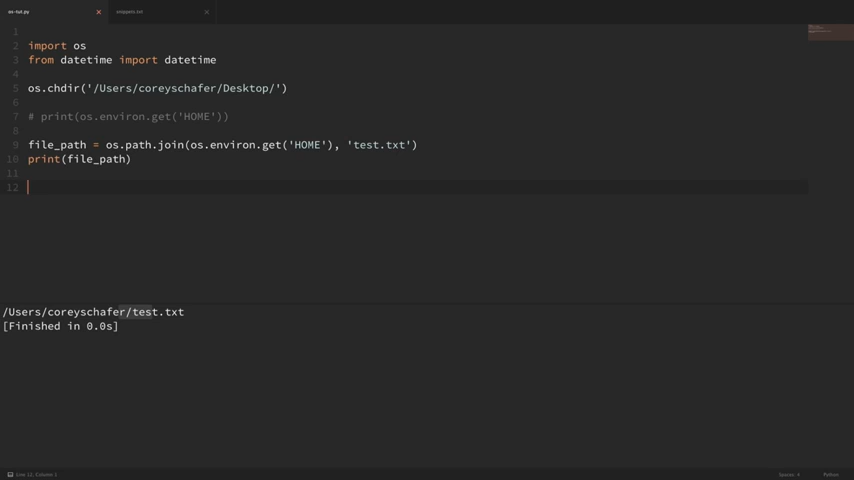 os-tut.py
snippets.txt
1
2 import os
3 from datetime import datetime
4
5 os.chdir('/Users/coreyschafer/Desktop/')
6
7 # print(os.environ.get('HOME'))
8
9 file_path = os.path.join(os.environ.get('HOME'), 'test.txt')
10 print(file_path)
11
12
/Users/coreyschafer/test.txt
[Finished in 0.0s]
Line 12, Column 1
Spaces: 4
Python